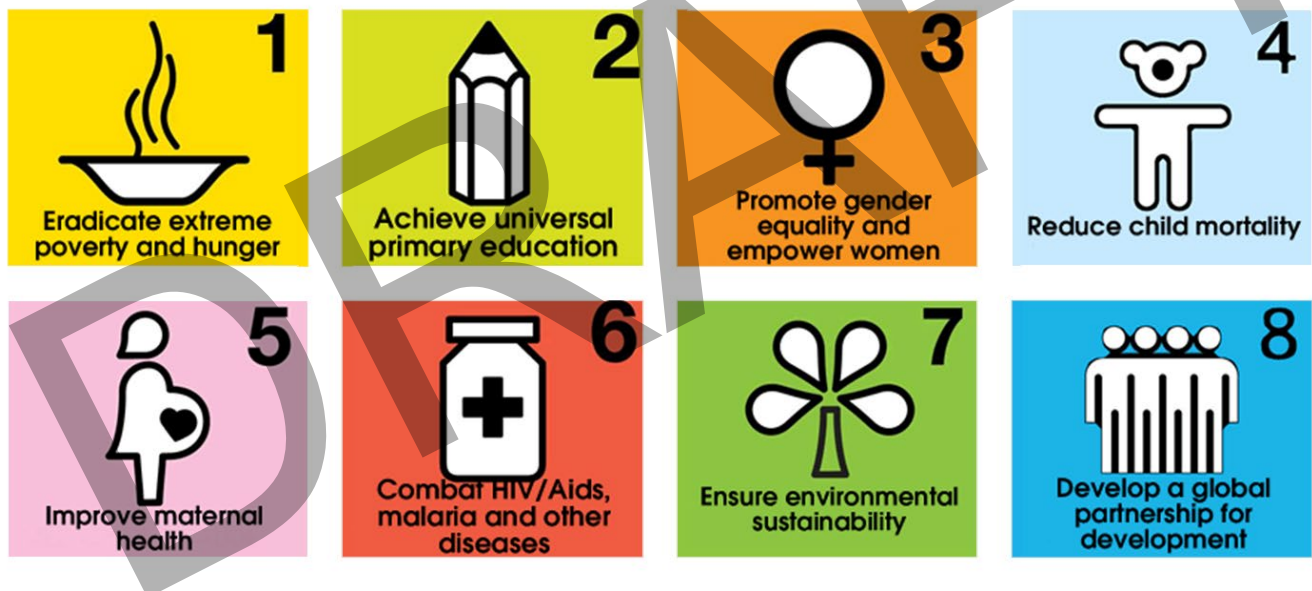 1
Eradicate extreme
poverty and hunger
2
Achieve universal
primary education
3
Promote gender
equality and
empower women
4
Reduce child mortality
5
Improve maternal
health
6
Combat HIV/Aids,
malaria and other
diseases
7
Ensure environmental
sustainability
8
Develop a global
partnership for
development
DRAFT